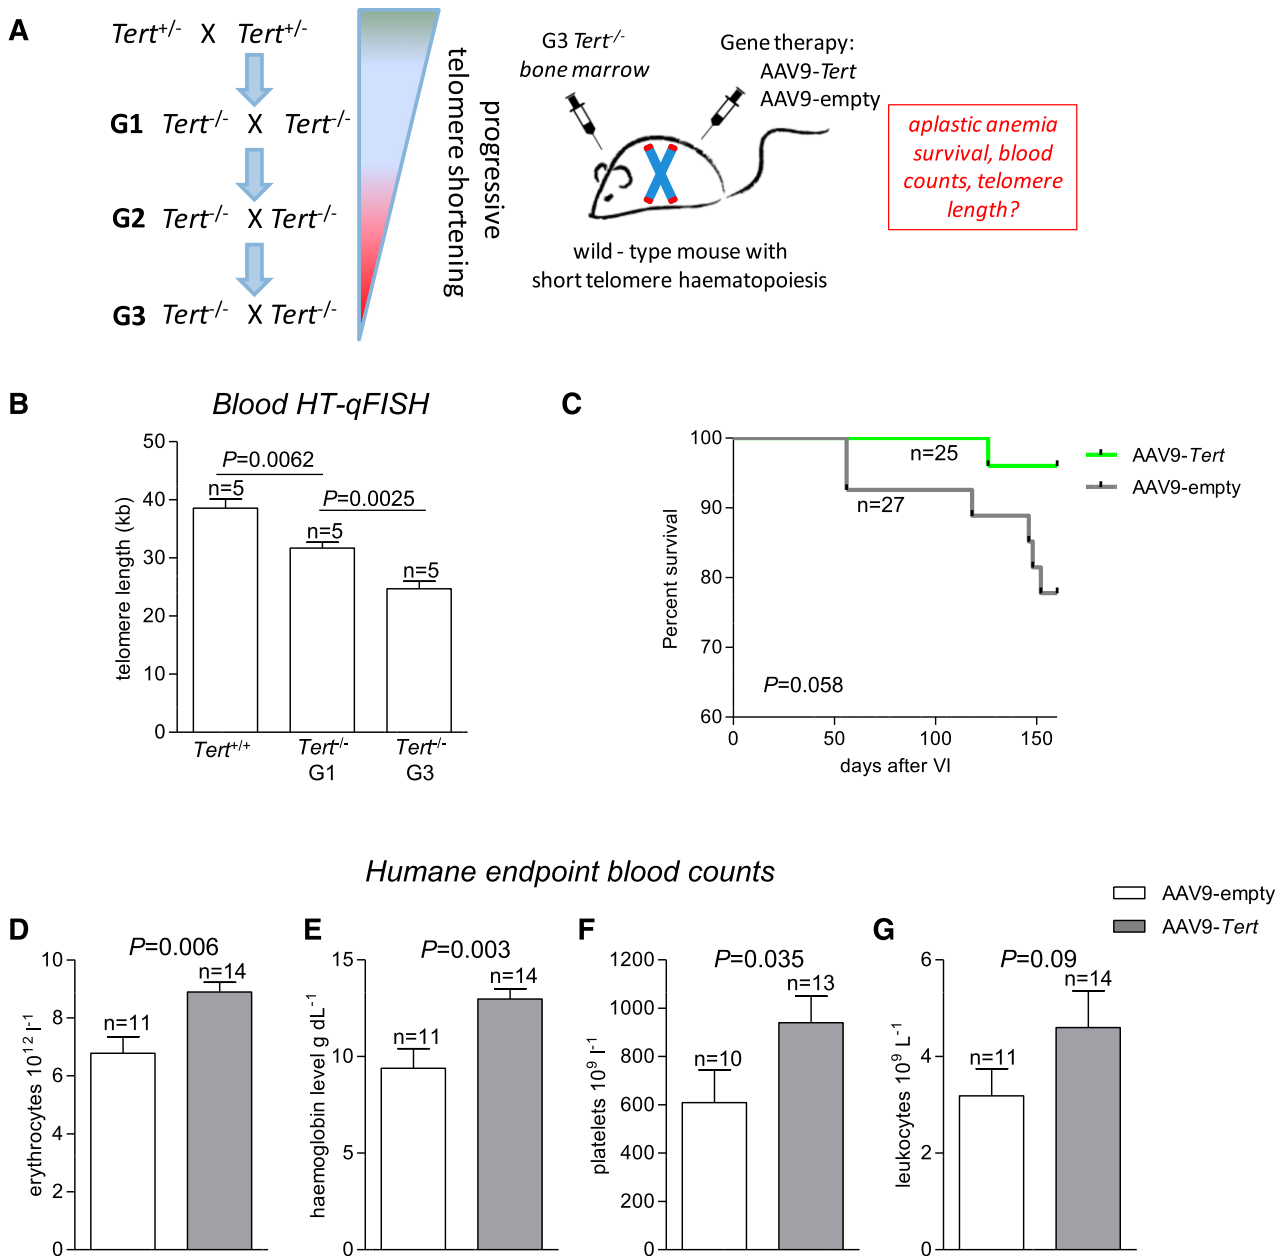 A
Tert+/- X Tert+/-
G1 Tert-/- X Tert-/-
G2 Tert-/- X Tert-/-
G3 Tert-/- X Tert-/-
progressive
telomere shortening
G3 Tert-/-
bone marrow
Gene therapy:
AAV9-Tert
AAV9-empty
wild - type mouse with
short telomere haematopoiesis
aplastic anemia
survival, blood
counts, telomere
length?
B
Blood HT-qFISH
telomere length (kb)
50
40
30
20
10
0
P=0.0062
P=0.0025
n=5
n=5
n=5
Tert+/+
Tert-/-
G1
Tert-/-
G3
C
Percent survival
100
90
80
70
60
n=25
n=27
P=0.058
0 50 100 150
days after VI
AAV9-Tert
AAV9-empty
Humane endpoint blood counts
AAV9-empty
AAV9-Tert
D
P=0.006
erythrocytes 10^12 l^-1
10
8
6
4
2
0
n=11
n=14
E
P=0.003
haemoglobin level g dL^-1
15
10
5
0
n=11
n=14
F
P=0.035
platelets 10^9 l^-1
1200
1000
800
600
400
200
0
n=10
n=13
G
P=0.09
leukocytes 10^9 L^-1
6
4
2
0
n=11
n=14